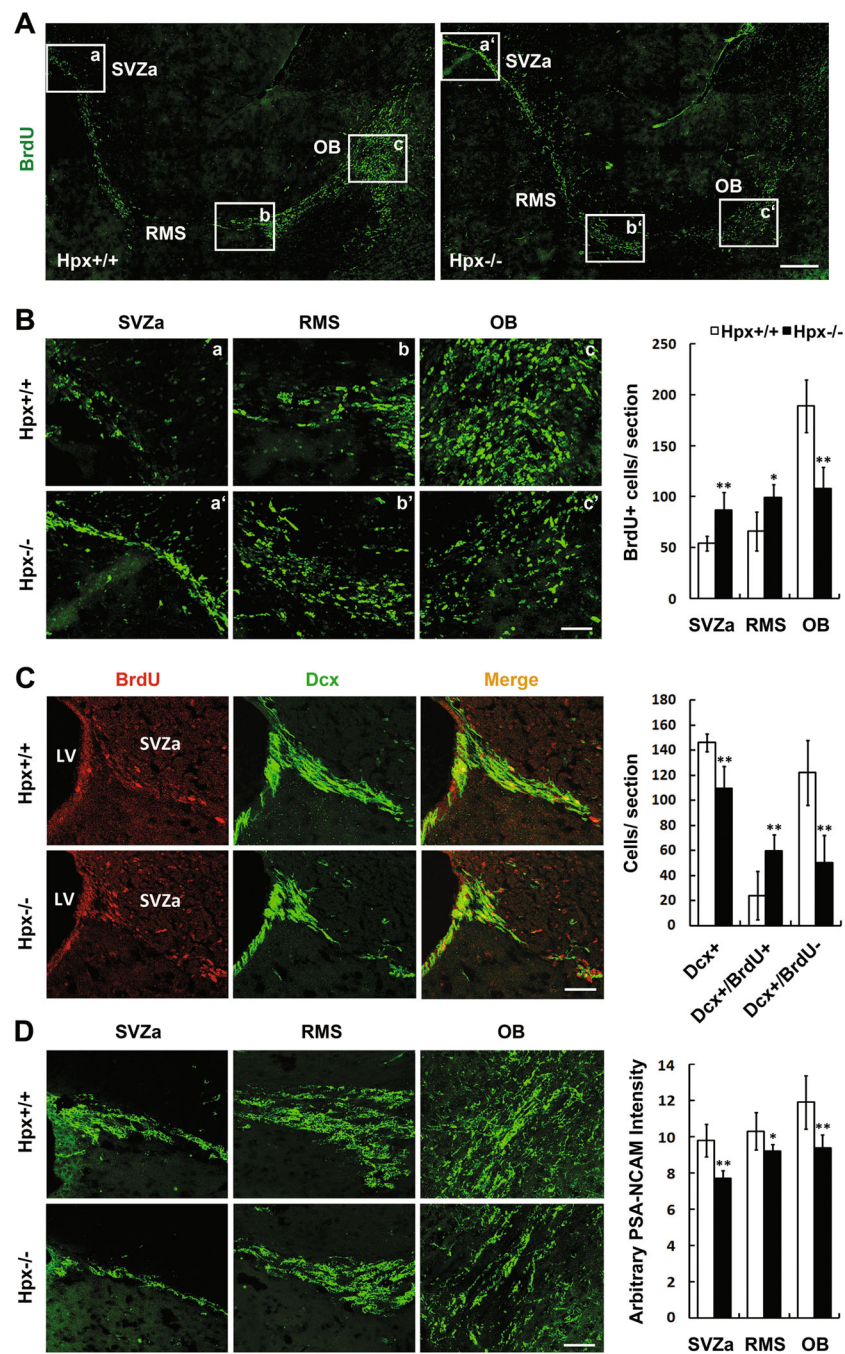 A
BrdU
a
SVZa
RMS
b
OB
c
Hpx+/+
a‘
SVZa
RMS
b‘
OB
c‘
Hpx-/-
B
SVZa RMS OB
Hpx+/+
a b c
Hpx-/-
a‘ b’ c’
Hpx+/+ Hpx-/-
BrdU+ cells/ section
250
200
150
100
50
0
** * **
SVZa RMS OB
C
BrdU Dcx Merge
Hpx+/+
LV SVZa
Hpx-/-
LV SVZa
Cells/ section
180
160
140
120
100
80
60
40
20
0
** ** **
Dcx+
Dcx+/BrdU+
Dcx+/BrdU-
D
SVZa RMS OB
Hpx+/+
Hpx-/-
Arbitrary PSA-NCAM Intensity
14
12
10
8
6
4
2
0
** * **
SVZa RMS OB